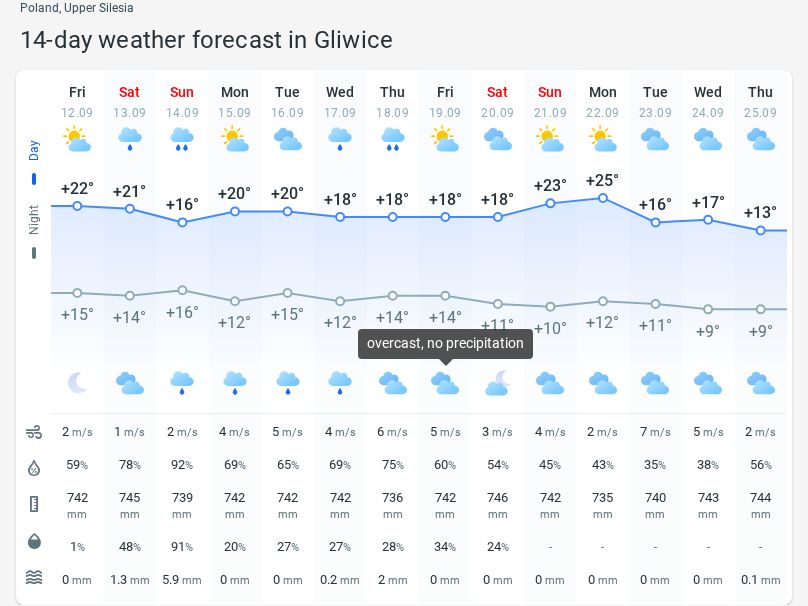 Poland, Upper Silesia
14-day weather forecast in Gliwice
Fri Sat Sun Mon Tue Wed Thu Fri Sat Sun Mon Tue Wed Thu
12.09 13.09 14.09 15.09 16.09 17.09 18.09 19.09 20.09 21.09 22.09 23.09 24.09 25.09
Day
Night
+22° +21° +16° +20° +20° +18° +18° +18° +18° +23° +25° +16° +17° +13°
+15° +14° +16° +12° +15° +12° +14° +14° +11° +10° +12° +11° +9° +9°
overcast, no precipitation
2 m/s 1 m/s 2 m/s 4 m/s 5 m/s 4 m/s 6 m/s 5 m/s 3 m/s 4 m/s 2 m/s 7 m/s 5 m/s 2 m/s
59% 78% 92% 69% 65% 69% 75% 60% 54% 45% 43% 35% 38% 56%
742 745 739 742 742 742 736 742 746 742 735 740 743 744
mm mm mm mm mm mm mm mm mm mm mm mm mm mm
1% 48% 91% 20% 27% 27% 28% 34% 24% - - - - -
0 mm 1.3 mm 5.9 mm 0 mm 0 mm 0.2 mm 2 mm 0 mm 0 mm 0 mm 0 mm 0 mm 0 mm 0.1 mm